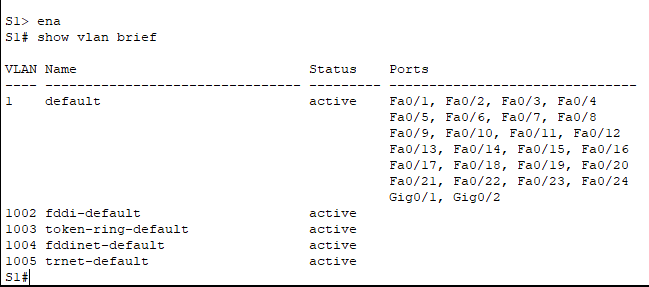 S1> ena
S1# show vlan brief
VLAN Name                             Status    Ports
---- -------------------------------- --------- -------------------------------
1    default                          active    Fa0/1, Fa0/2, Fa0/3, Fa0/4
                                                Fa0/5, Fa0/6, Fa0/7, Fa0/8
                                                Fa0/9, Fa0/10, Fa0/11, Fa0/12
                                                Fa0/13, Fa0/14, Fa0/15, Fa0/16
                                                Fa0/17, Fa0/18, Fa0/19, Fa0/20
                                                Fa0/21, Fa0/22, Fa0/23, Fa0/24
                                                Gig0/1, Gig0/2
1002 fddi-default                     active
1003 token-ring-default               active
1004 fddinet-default                  active
1005 trnet-default                    active
S1#